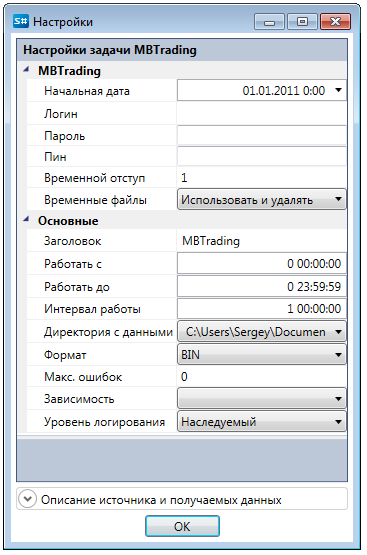 S# Настройки
Настройки задачи MBTrading
MBTrading
Начальная дата 01.01.2011 0:00
Логин
Пароль
Пин
Временной отступ 1
Временные файлы Использовать и удалять
Основные
Заголовок MBTrading
Работать с 0 00:00:00
Работать до 0 23:59:59
Интервал работы 1 00:00:00
Директория с данными C:\Users\Sergey\Documen
Формат BIN
Макс. ошибок 0
Зависимость
Уровень логирования Наследуемый
Описание источника и получаемых данных
OK